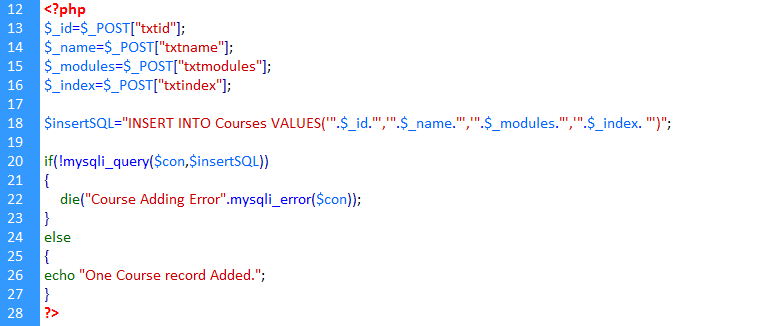 12 <?php
13 $_id=$_POST["txtid"];
14 $_name=$_POST["txtname"];
15 $_modules=$_POST["txtmodules"];
16 $_index=$_POST["txtindex"];
17
18 $insertSQL="INSERT INTO Courses VALUES('".$_id."','".$_name."','".$_modules."','".$_index. "')";
19
20 if(!mysqli_query($con,$insertSQL))
21 {
22 die("Course Adding Error".mysqli_error($con));
23 }
24 else
25 {
26 echo "One Course record Added.";
27 }
28 ?>